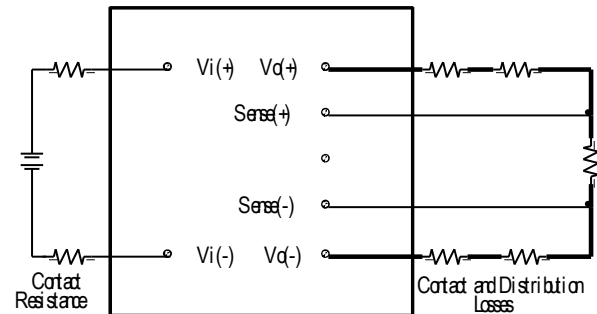 Vi(+) Vo(+)
Sense(+)
Sense(-)
Vi(-) Vo(-)
Contact
Resistance
Contact and Distribution
Losses